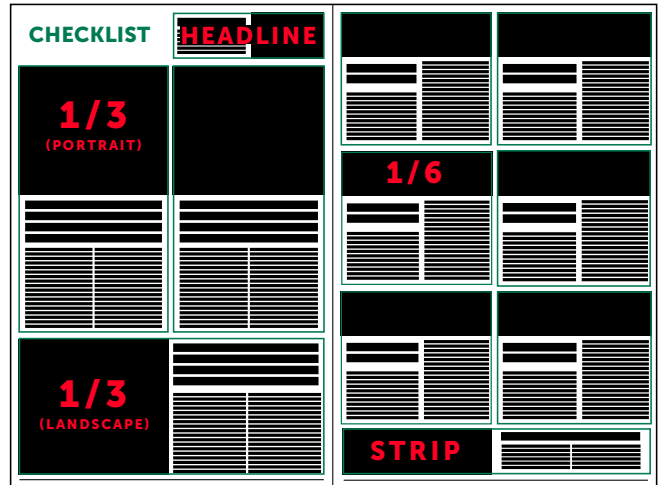 CHECKLIST
HEADLINE
1/3
(PORTRAIT)
1/3
(LANDSCAPE)
1/6
STRIP